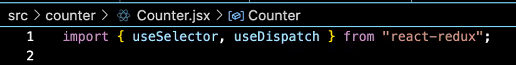 src > counter > Counter.jsx > Counter
1 import { useSelector, useDispatch } from "react-redux";
2